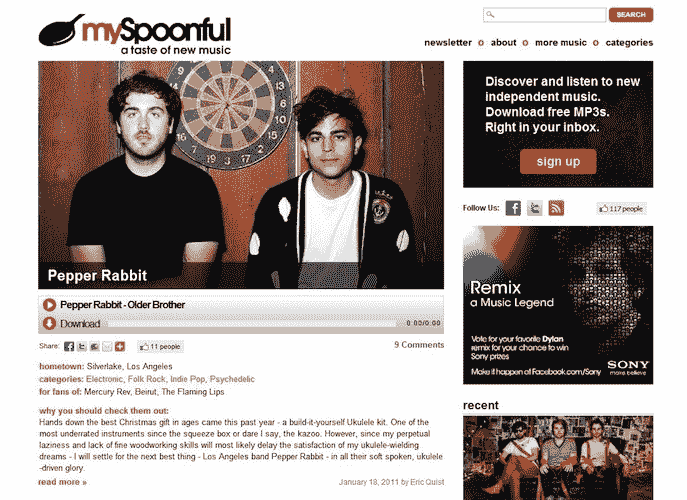 mySpoonful
a taste of new music
SEARCH
newsletter
about
more music
categories
Pepper Rabbit
Pepper Rabbit - Older Brother
Download
0:00/0:00
Share:
11 people
9 Comments
hometown: Silverlake, Los Angeles
categories: Electronic, Folk Rock, Indie Pop, Psychedelic
for fans of: Mercury Rev, Beirut, The Flaming Lips
why you should check them out:
Hands down the best Christmas gift in ages came this past year - a build-it-yourself Ukulele kit. One of the
most underrated instruments since the squeeze box or dare I say, the kazoo. However, since my perpetual
laziness and lack of fine woodworking skills will most likely delay the satisfaction of my ukulele-wielding
dreams - I will settle for the next best thing - Los Angeles band Pepper Rabbit - in all their soft spoken, ukulele
-driven glory.
read more »
January 18, 2011 by Eric Quist
Discover and listen to new
independent music.
Download free MP3s.
Right in your inbox.
sign up
Follow Us:
117 people
Remix
a Music Legend
Vote for your favorite Dylan
remix for your chance to win
Sony prizes
Make it happen at Facebook.com/Sony
SONY
make.believe
recent